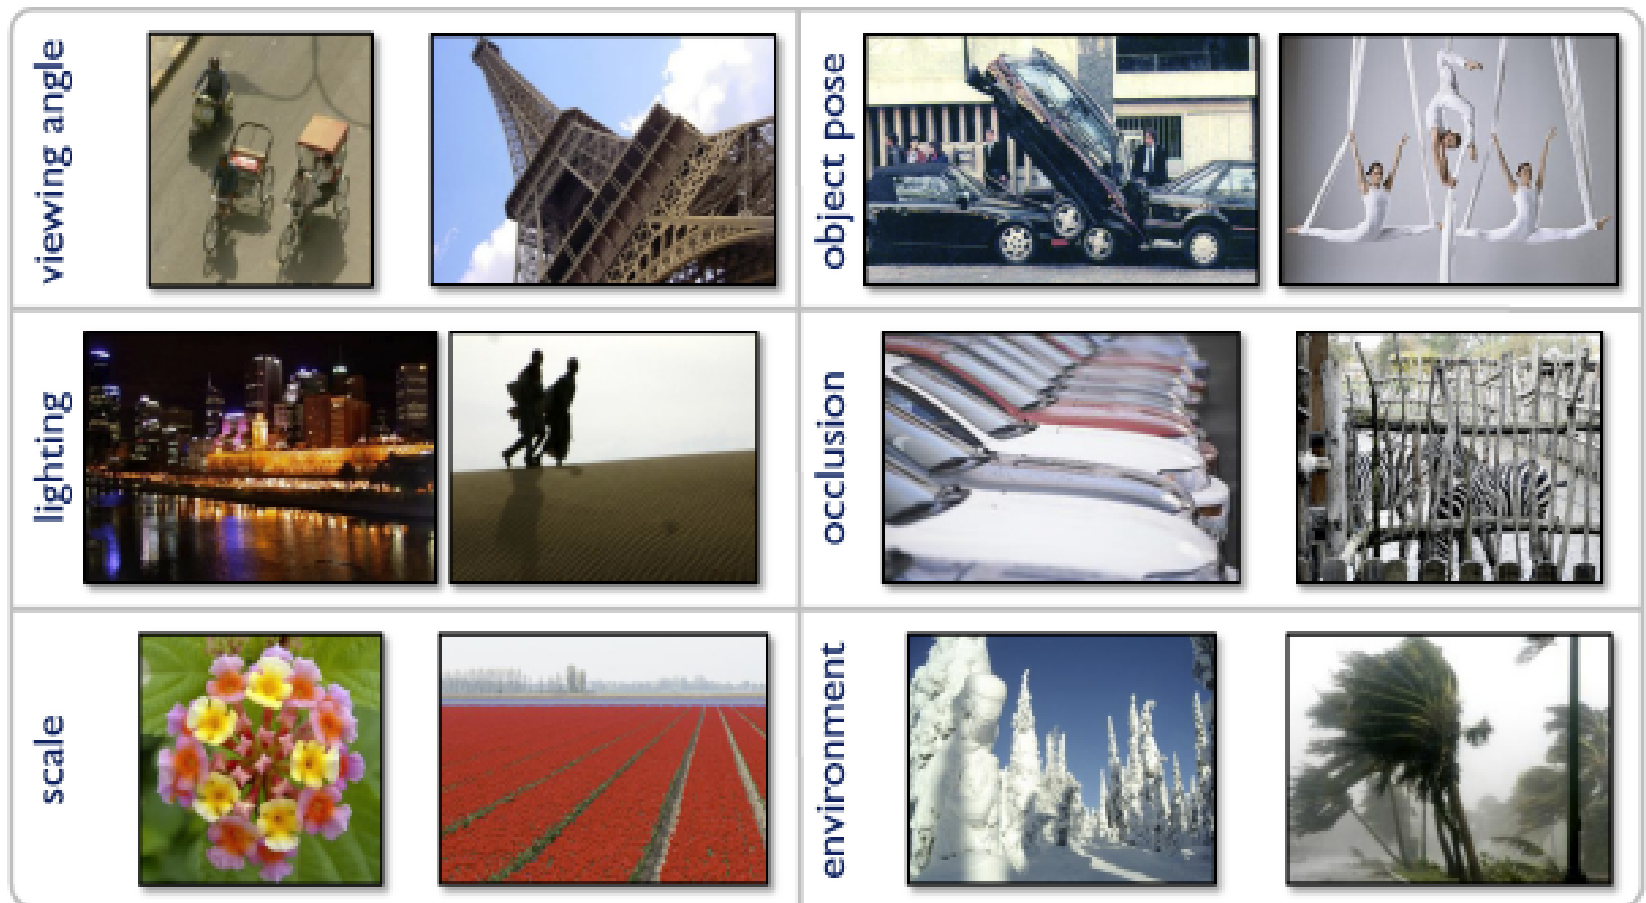 viewing angle
object pose
lighting
occlusion
scale
environment